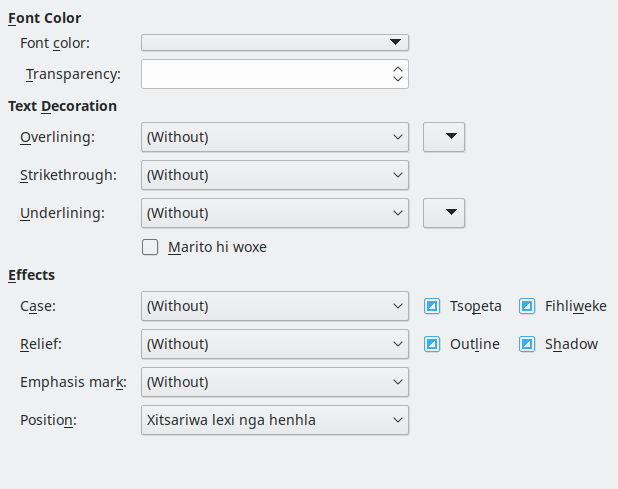 Font Color
Font color:
Transparency:
Text Decoration
Overlining: (Without)
Strikethrough: (Without)
Underlining: (Without)
Marito hi woxe
Effects
Case: (Without) Tsopeta Fihliweke
Relief: (Without) Outline Shadow
Emphasis mark: (Without)
Position: Xitsariwa lexi nga henhla